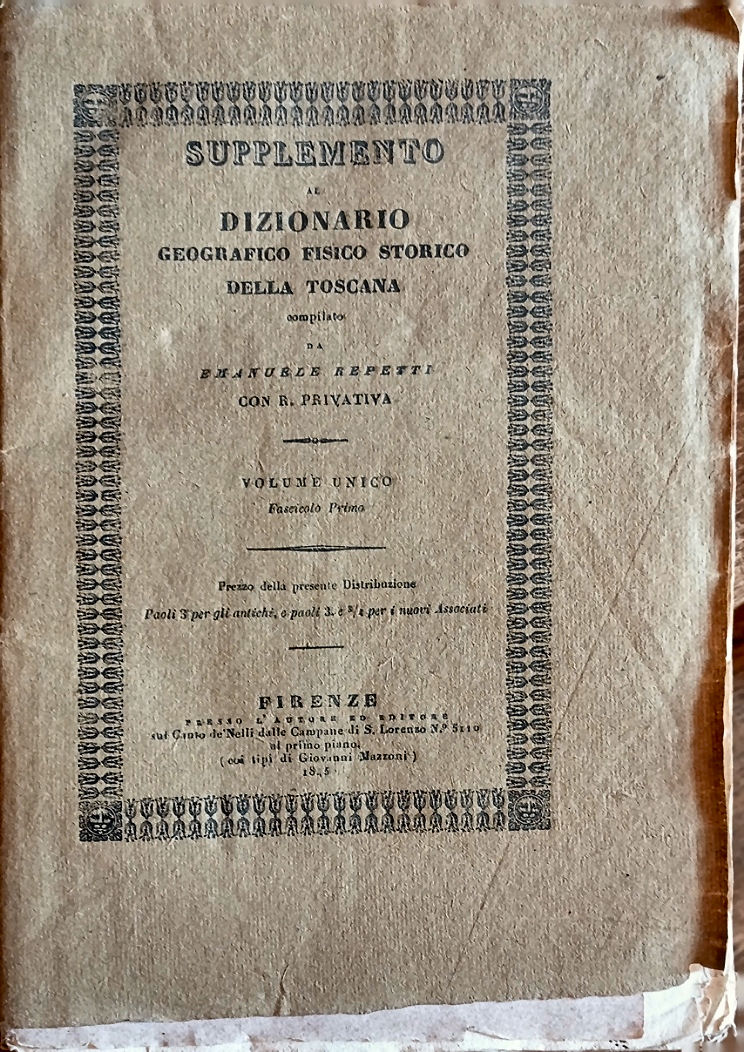 SUPPLEMENTO
AL
DIZIONARIO
GEOGRAFICO FISICO STORICO
DELLA TOSCANA
compilato
DA
EMANUELE REPETTI
CON R. PRIVATIVA
VOLUME UNICO
Fascicolo Primo
Prezzo della presente Distribuzione
Paoli 3 per gli antichi, e paoli 3. e per i nuovi Associati
FIRENZE
PRESSO L'AUTORE ED EDITORE
sul Canto de' Nelli dalle Campane di S. Lorenzo N.º 5110
al primo piano.
(coi tipi di Giovanni Mazzoni)